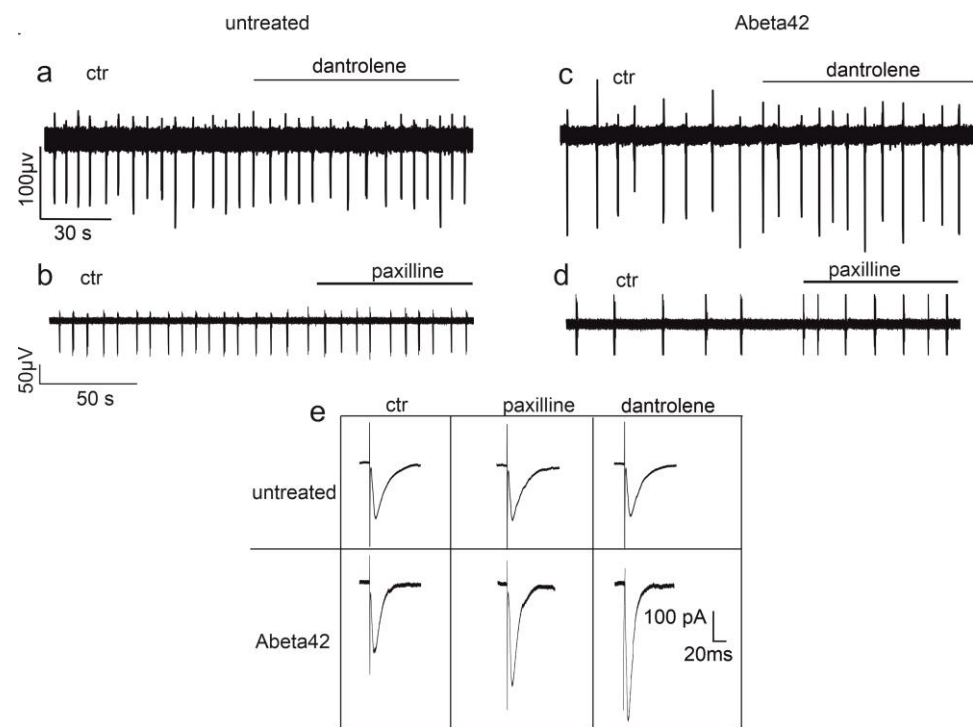 untreated
Abeta42
a
ctr
dantrolene
100μv
30 s
c
ctr
dantrolene
b
ctr
paxilline
50μV
50 s
d
ctr
paxilline
e
ctr
paxilline
dantrolene
untreated
Abeta42
100 pA
20ms